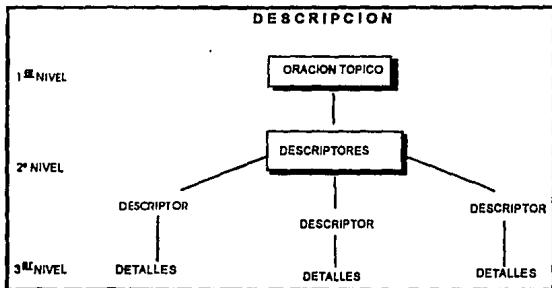 DESCRIPCION
1er NIVEL
ORACION TOPICO
2º NIVEL
DESCRIPTORES
DESCRIPTOR
DESCRIPTOR
DESCRIPTOR
3er NIVEL
DETALLES
DETALLES
DETALLES